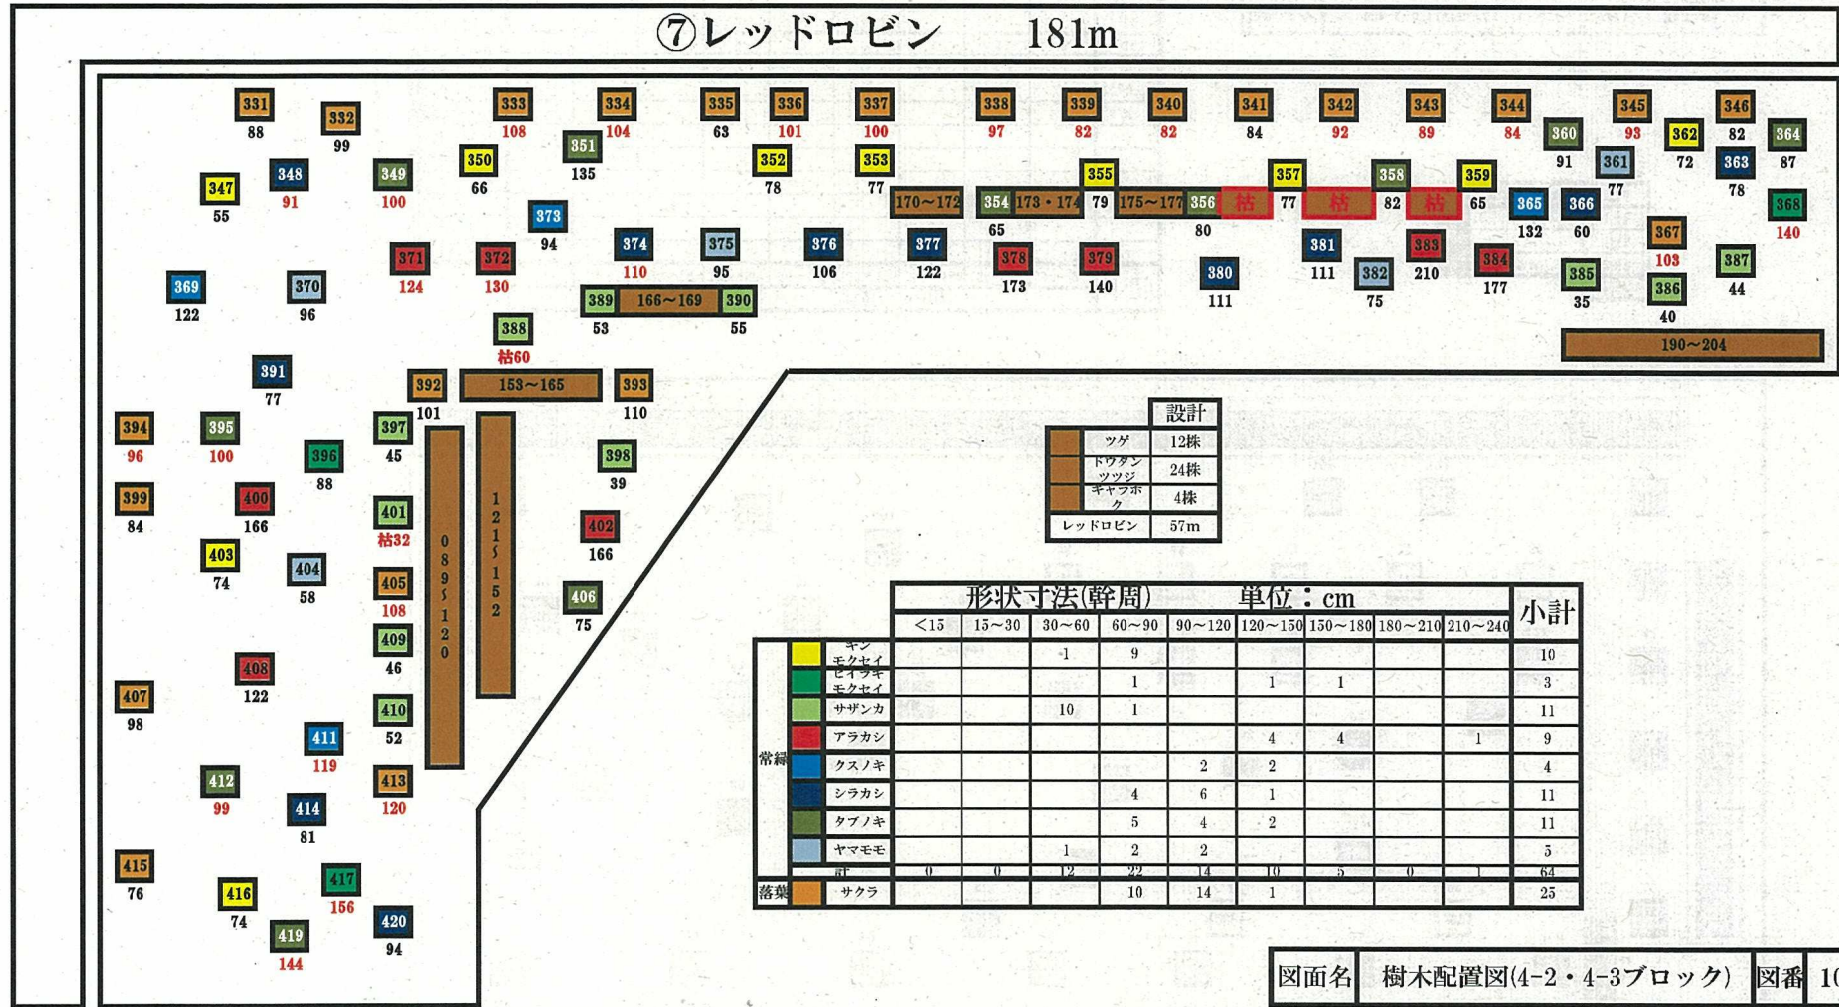 ⑦レッドロビン 181m
331 332 333 334 335 336 337 338 339 340 341 342 343 344 345 346
88 99 108 104 63 101 100 97 82 82 84 92 89 84 93 82
360 362 364
91 72 87
347 348 349 350 351 352 353 355 357 358 359 361 363
55 91 100 66 135 78 77 79 77 82 65 77 78
170～172 354 173・174 175～177 356 枯 枯 枯 365 366 368
65 80 132 60 140
373 367
94 103
371 372 374 375 376 377 378 379 380 381 382 383 384 385 386 387
124 130 110 95 106 122 173 140 111 111 75 210 177 35 40 44
369 370 389 166～169 390
122 96 53 55
388
枯60
190～204
391 392 153～165 393
77 101 110
394 395 396 397 398
96 100 88 45 39
399 400 401 402
84 166 枯32 166
089～120
121～152
403 404 405 406
74 58 108 75
409
46
407 408 410
98 122 52
411
119
412 413 414
99 120 81
415 416 417
76 74 156
419 420
144 94
設計
ツゲ 12株
ドウダン
ツツジ 24株
キャラボ
ク 4株
レッドロビン 57m
形状寸法(幹周) 単位：cm 小計
<15 15～30 30～60 60～90 90～120 120～150 150～180 180～210 210～240
常緑
キン
モクセイ 1 9 10
ヒイラギ
モクセイ 1 1 1 3
サザンカ 10 1 11
アラカシ 4 4 1 9
クスノキ 2 2 4
シラカシ 4 6 1 11
タブノキ 5 4 2 11
ヤマモモ 1 2 2 5
計 0 0 12 22 14 10 5 0 1 64
落葉 サクラ 10 14 1 25
図面名 樹木配置図(4-2・4-3ブロック) 図番 10